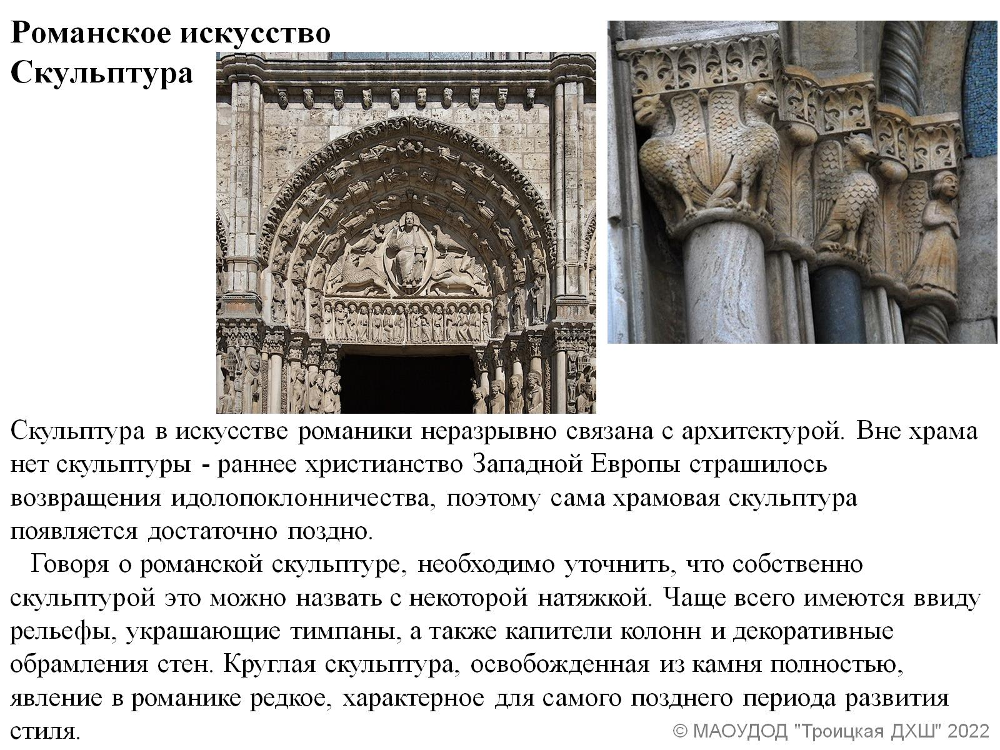 Романское искусство
Скульптура
Скульптура в искусстве романики неразрывно связана с архитектурой. Вне храма
нет скульптуры - раннее христианство Западной Европы страшилось
возвращения идолопоклонничества, поэтому сама храмовая скульптура
появляется достаточно поздно.
Говоря о романской скульптуре, необходимо уточнить, что собственно
скульптурой это можно назвать с некоторой натяжкой. Чаще всего имеются ввиду
рельефы, украшающие тимпаны, а также капители колонн и декоративные
обрамления стен. Круглая скульптура, освобожденная из камня полностью,
явление в романике редкое, характерное для самого позднего периода развития
стиля.
© МАОУДОД "Троицкая ДХШ" 2022